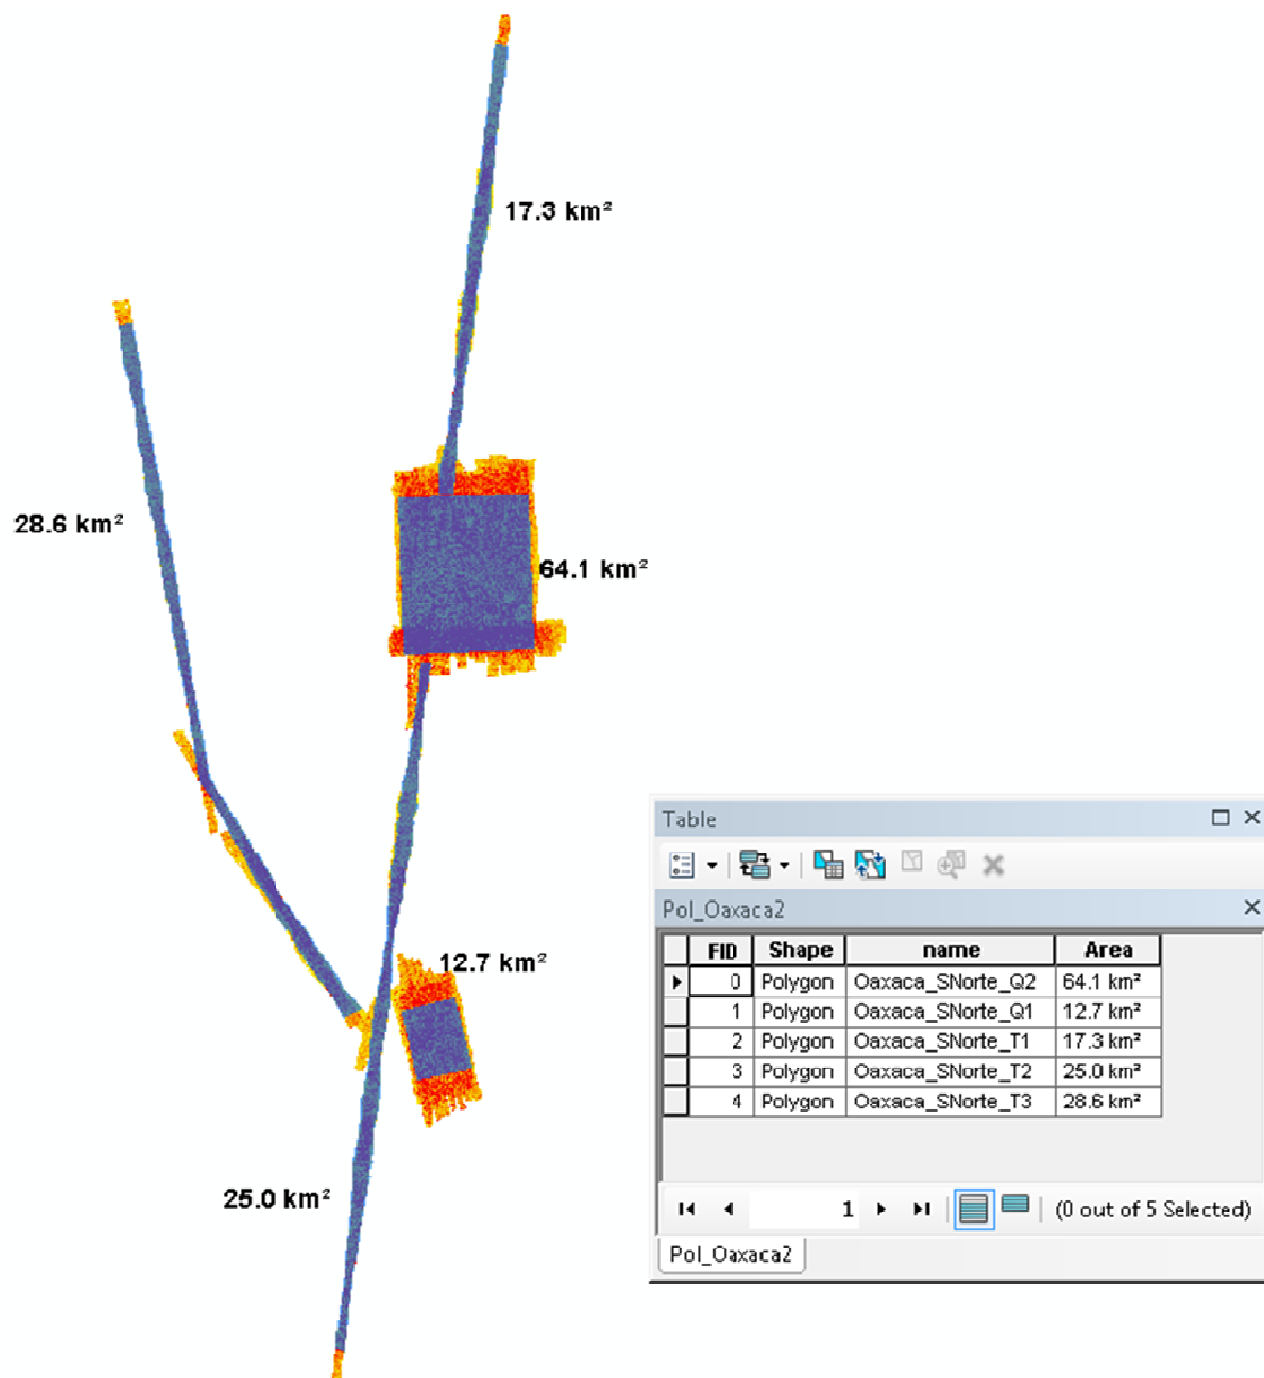 17.3 km²
28.6 km²
64.1 km²
12.7 km²
25.0 km²
Table
Pol_Oaxaca2
FID Shape name Area
0 Polygon Oaxaca_SNorte_Q2 64.1 km²
1 Polygon Oaxaca_SNorte_Q1 12.7 km²
2 Polygon Oaxaca_SNorte_T1 17.3 km²
3 Polygon Oaxaca_SNorte_T2 25.0 km²
4 Polygon Oaxaca_SNorte_T3 28.6 km²
1 (0 out of 5 Selected)
Pol_Oaxaca2